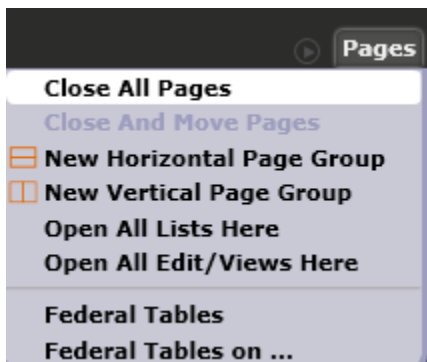 Pages
Close All Pages
Close And Move Pages
New Horizontal Page Group
New Vertical Page Group
Open All Lists Here
Open All Edit/Views Here
Federal Tables
Federal Tables on ...